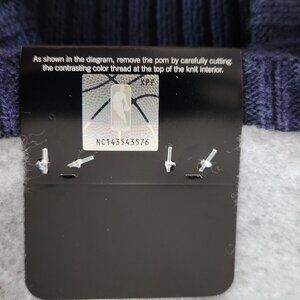 As shown in the diagram, remove the pom by carefully cutting
the contrasting color thread at the top of the knit interior.
XPF
NC143543576